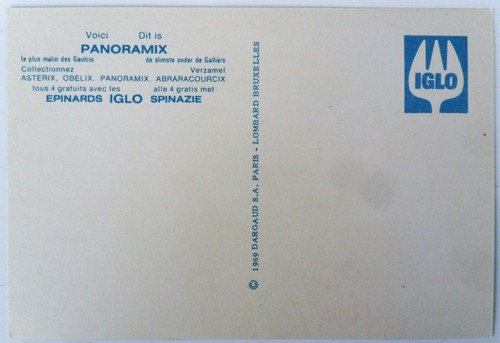 Voici Dit is
PANORAMIX
le plus malin des Gaulois de slimste onder de Galliërs
Collectionnez Verzamel
ASTERIX, OBELIX, PANORAMIX, ABRARACOURCIX
tous 4 gratuits avec les alle 4 gratis met
EPINARDS IGLO SPINAZIE
© 1969 DARGAUD S.A. PARIS - LOMBARD BRUXELLES
IGLO